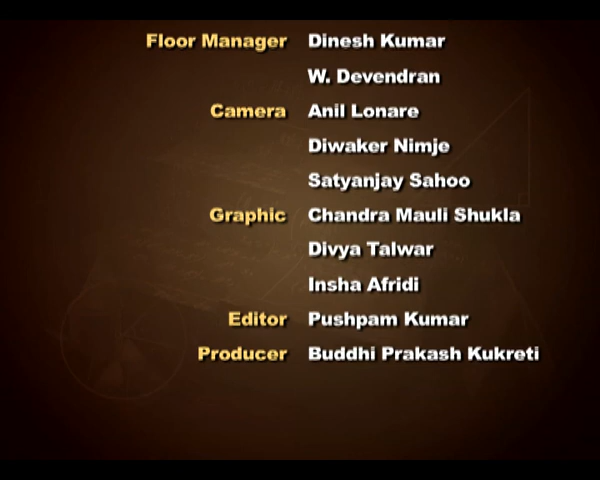 Floor Manager Dinesh Kumar
W. Devendran
Camera Anil Lonare
Diwaker Nimje
Satyanjay Sahoo
Graphic Chandra Mauli Shukla
Divya Talwar
Insha Afridi
Editor Pushpam Kumar
Producer Buddhi Prakash Kukreti